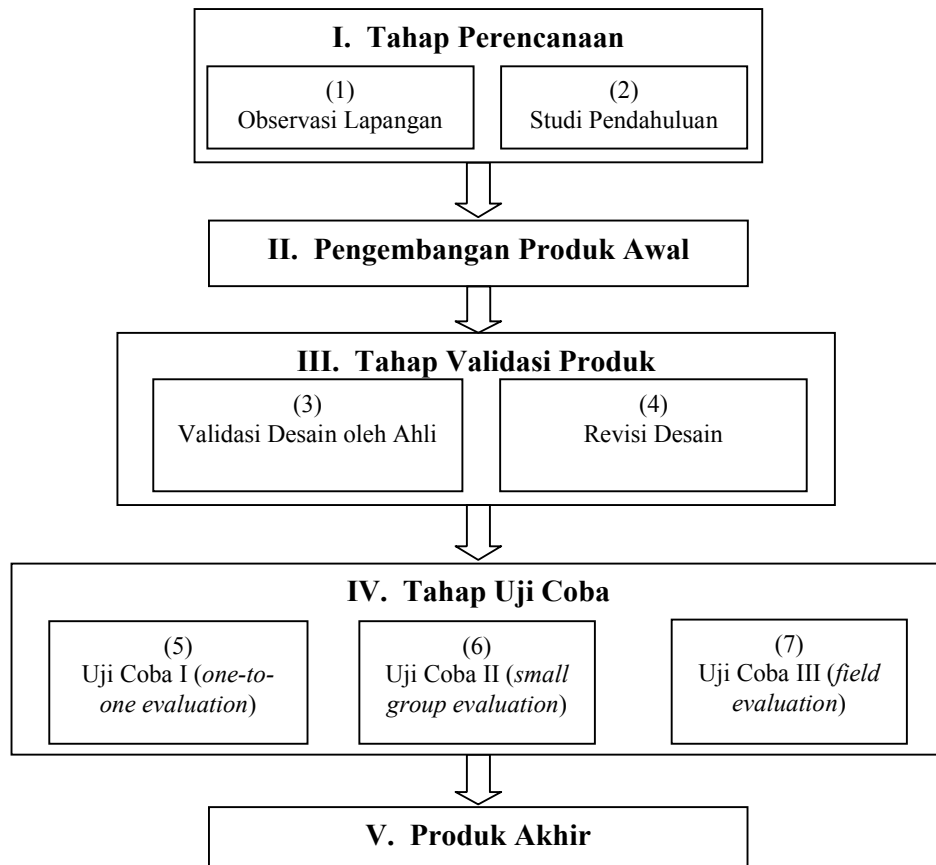 I. Tahap Perencanaan
(1)
Observasi Lapangan
(2)
Studi Pendahuluan
II. Pengembangan Produk Awal
III. Tahap Validasi Produk
(3)
Validasi Desain oleh Ahli
(4)
Revisi Desain
IV. Tahap Uji Coba
(5)
Uji Coba I (one-to-
one evaluation)
(6)
Uji Coba II (small
group evaluation)
(7)
Uji Coba III (field
evaluation)
V. Produk Akhir